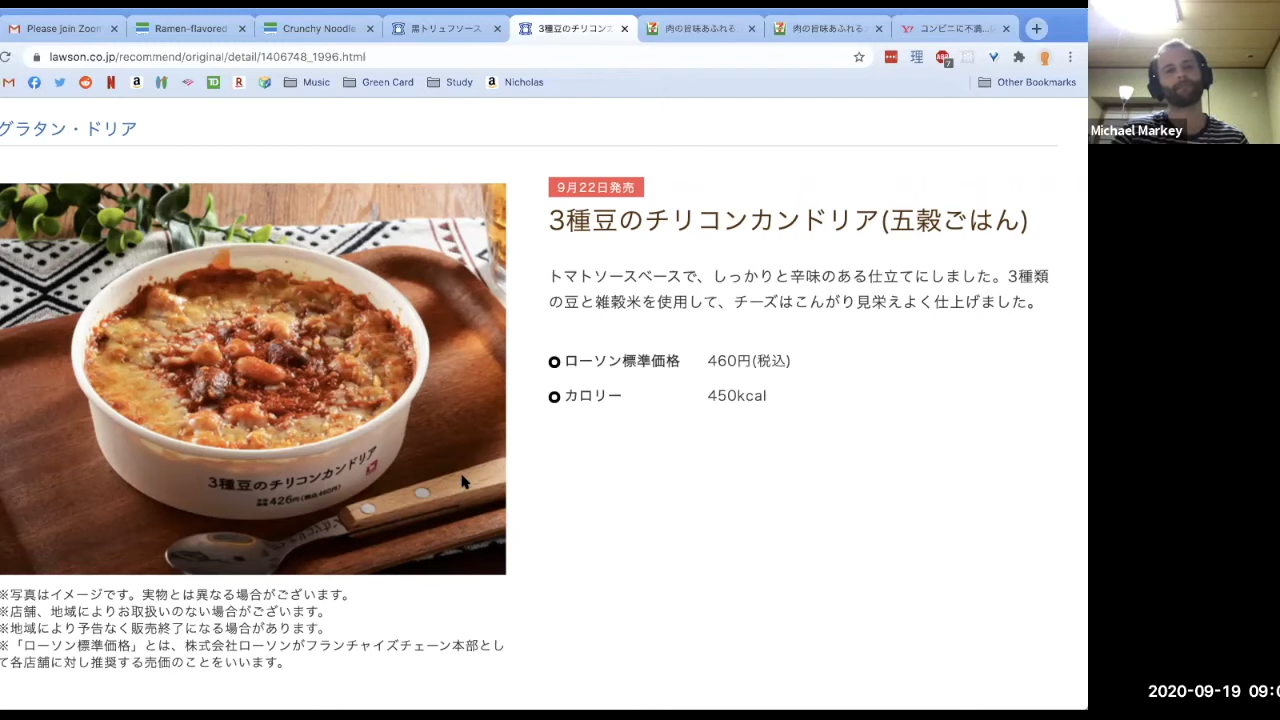 Please join Zoom
Ramen-flavored
Crunchy Noodle
黒トリュフソース
3種豆のチリコンカ
肉の旨味あふれる
肉の旨味あふれる
コンビニに不満...
lawson.co.jp/recommend/original/detail/1406748_1996.html
Music
Green Card
Study
Nicholas
Other Bookmarks
グラタン・ドリア
9月22日発売
3種豆のチリコンカンドリア(五穀ごはん)
トマトソースベースで、しっかりと辛味のある仕立てにしました。3種類
の豆と雑穀米を使用して、チーズはこんがり見栄えよく仕上げました。
ローソン標準価格 460円(税込)
カロリー 450kcal
3種豆のチリコンカンドリア
426円
※写真はイメージです。実物とは異なる場合がございます。
※店舗、地域によりお取扱いのない場合がございます。
※地域により予告なく販売終了になる場合があります。
※「ローソン標準価格」とは、株式会社ローソンがフランチャイズチェーン本部とし
て各店舗に対し推奨する売価のことをいいます。
Michael Markey
2020-09-19 09:0